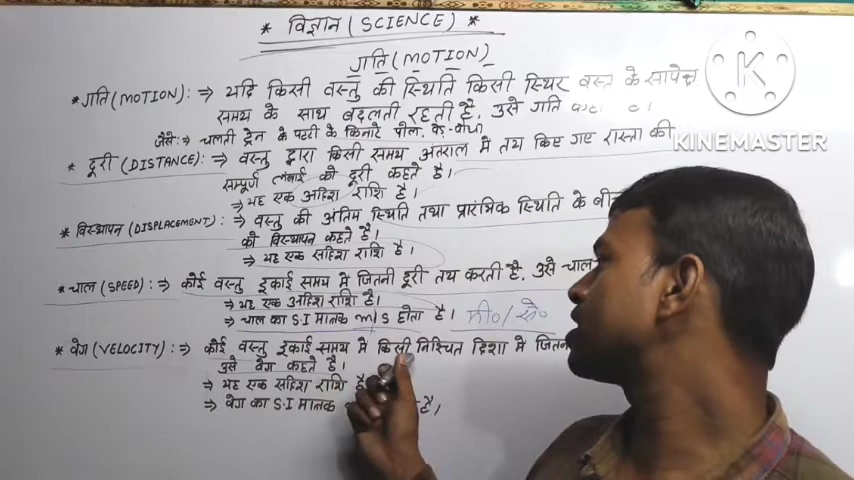 * विज्ञान (SCIENCE) *
गति (MOTION)
* गति (MOTION) : ⇒ यदि किसी वस्तु की स्थिति किसी स्थिर वस्तु के सापेक्ष
समय के साथ बदलती रहती है, उसे गति
जैसे: ⇒ चलती ट्रेन के पटरी के किनारे पोल, पेड़-पौधा
* दूरी (DISTANCE) : ⇒ वस्तु द्वारा किसी समय अंतराल मे तय किए गए रास्ता की
सम्पूर्ण लंबाई को दूरी कहते है।
⇒ यह एक अदिश राशि है।
* विस्थापन (DISPLACEMENT) : ⇒ वस्तु की अंतिम स्थिति तथा प्रारंभिक स्थिति के
को विस्थापन कहते है।
⇒ यह एक सदिश राशि है।
* चाल (SPEED) : ⇒ कोई वस्तु इकाई समय मे जितनी दूरी तय करती है, उसे चाल
⇒ यह एक अदिश राशि है।
⇒ चाल का S.I मात्रक m/s होता है। मी०/से०
* वेग (VELOCITY) : ⇒ कोई वस्तु इकाई समय मे किसी निश्चित दिशा मे
उसे वेग कहते है।
⇒ यह एक सदिश राशि है
⇒ वेग का S.I मात्रक है,
K
KINEMASTER